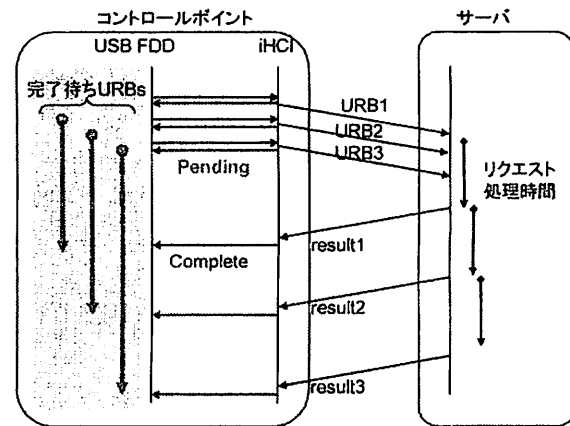 コントロールポイント
サーバ
USB FDD
iHCI
完了待ちURBs
URB1
URB2
URB3
Pending
リクエスト
処理時間
result1
Complete
result2
result3